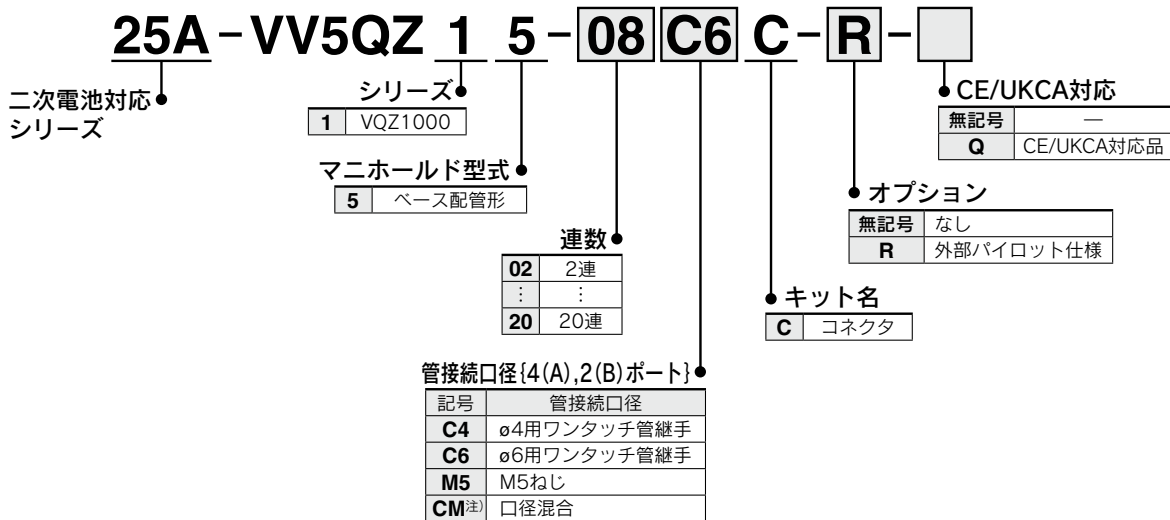 25A-VV5QZ 1 5-08 C6 C-R-
二次電池対応
シリーズ
シリーズ
1 VQZ1000
マニホールド型式
5 ベース配管形
連数
02 2連
⋮ ⋮
20 20連
管接続口径{4(A),2(B)ポート}
記号 管接続口径
C4 ø4用ワンタッチ管継手
C6 ø6用ワンタッチ管継手
M5 M5ねじ
CM注) 口径混合
キット名
C コネクタ
オプション
無記号 なし
R 外部パイロット仕様
CE/UKCA対応
無記号 —
Q CE/UKCA対応品